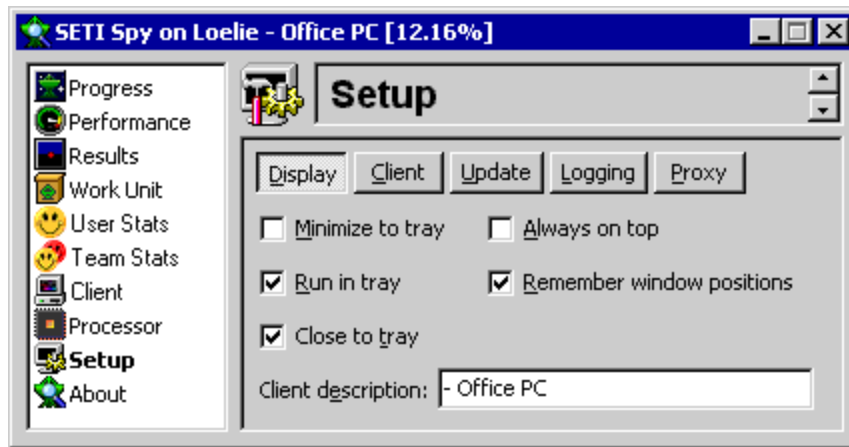 SETI Spy on Loelie - Office PC [12.16%]
Progress
Performance
Results
Work Unit
User Stats
Team Stats
Client
Processor
Setup
About
Setup
Display Client Update Logging Proxy
Minimize to tray Always on top
Run in tray Remember window positions
Close to tray
Client description: - Office PC